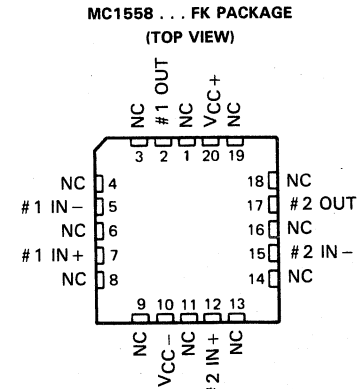 MC1558 . . . FK PACKAGE
(TOP VIEW)
NC
#1 OUT
NC
VCC+
NC
3 2 1 20 19
NC 4
#1 IN− 5
NC 6
#1 IN+ 7
NC 8
18 NC
17 #2 OUT
16 NC
15 #2 IN−
14 NC
9 10 11 12 13
NC
VCC−
NC
#2 IN+
NC